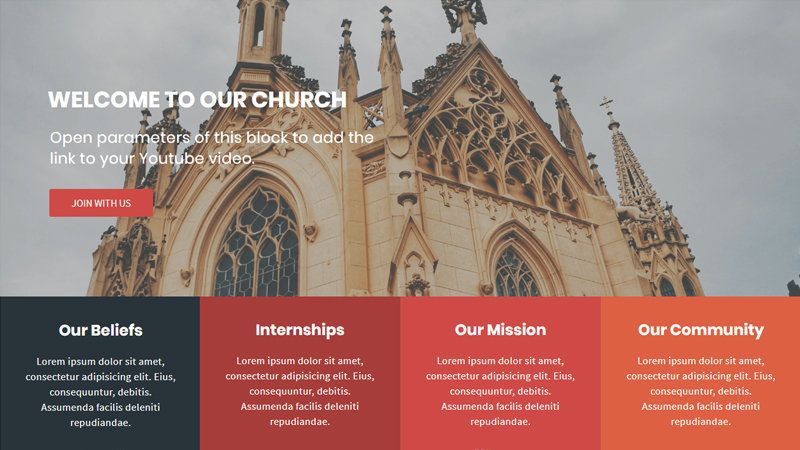 WELCOME TO OUR CHURCH
Open parameters of this block to add the
link to your Youtube video.
JOIN WITH US
Our Beliefs
Lorem ipsum dolor sit amet,
consectetur adipisicing elit. Eius,
consequuntur, debitis.
Assumenda facilis deleniti
repudiandae.
Internships
Lorem ipsum dolor sit amet,
consectetur adipisicing elit. Eius,
consequuntur, debitis.
Assumenda facilis deleniti
repudiandae.
Our Mission
Lorem ipsum dolor sit amet,
consectetur adipisicing elit. Eius,
consequuntur, debitis.
Assumenda facilis deleniti
repudiandae.
Our Community
Lorem ipsum dolor sit amet,
consectetur adipisicing elit. Eius,
consequuntur, debitis.
Assumenda facilis deleniti
repudiandae.